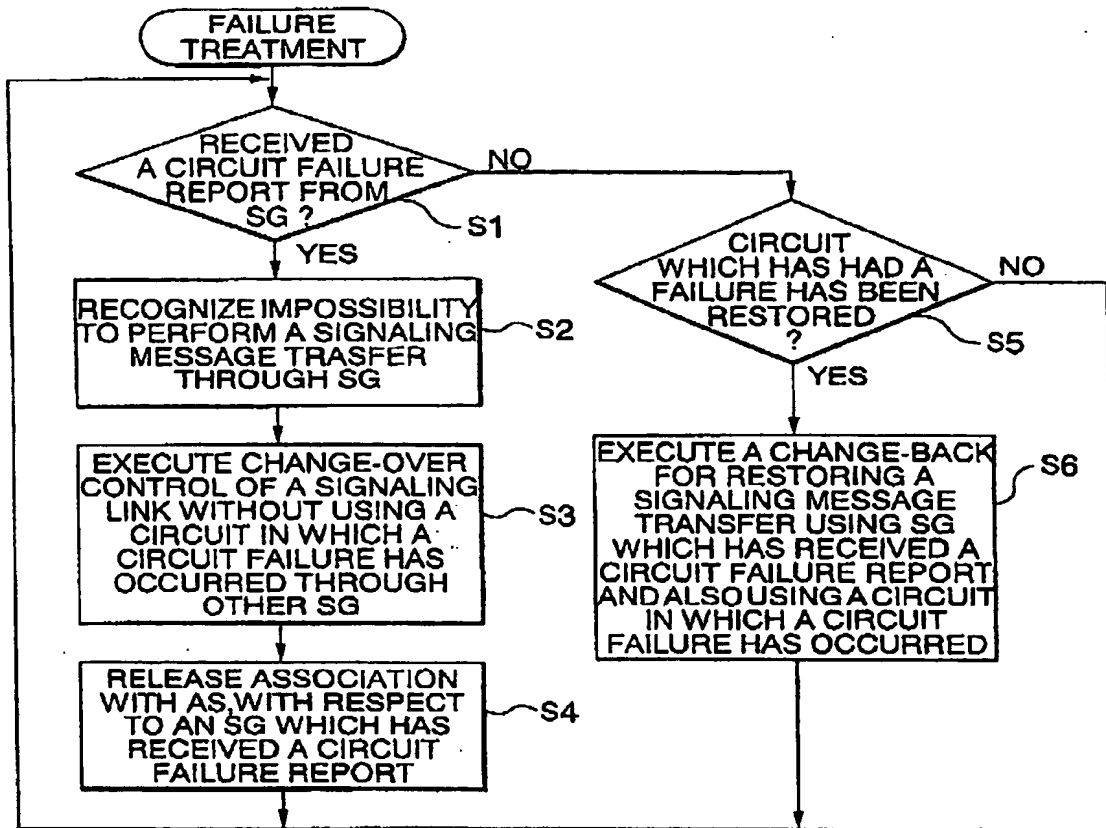 FAILURE
TREATMENT
RECEIVED
A CIRCUIT FAILURE
REPORT FROM
SG ?
S1
NO
YES
RECOGNIZE IMPOSSIBILITY
TO PERFORM A SIGNALING
MESSAGE TRASFER
THROUGH SG
S2
EXECUTE CHANGE-OVER
CONTROL OF A SIGNALING
LINK WITHOUT USING A
CIRCUIT IN WHICH A
CIRCUIT FAILURE HAS
OCCURRED THROUGH
OTHER SG
S3
RELEASE ASSOCIATION
WITH AS, WITH RESPECT
TO AN SG WHICH HAS
RECEIVED A CIRCUIT
FAILURE REPORT
S4
CIRCUIT
WHICH HAS HAD A
FAILURE HAS BEEN
RESTORED
?
S5
NO
YES
EXECUTE A CHANGE-BACK
FOR RESTORING A
SIGNALING MESSAGE
TRANSFER USING SG
WHICH HAS RECEIVED A
CIRCUIT FAILURE REPORT
AND ALSO USING A CIRCUIT
IN WHICH A CIRCUIT
FAILURE HAS OCCURRED
S6